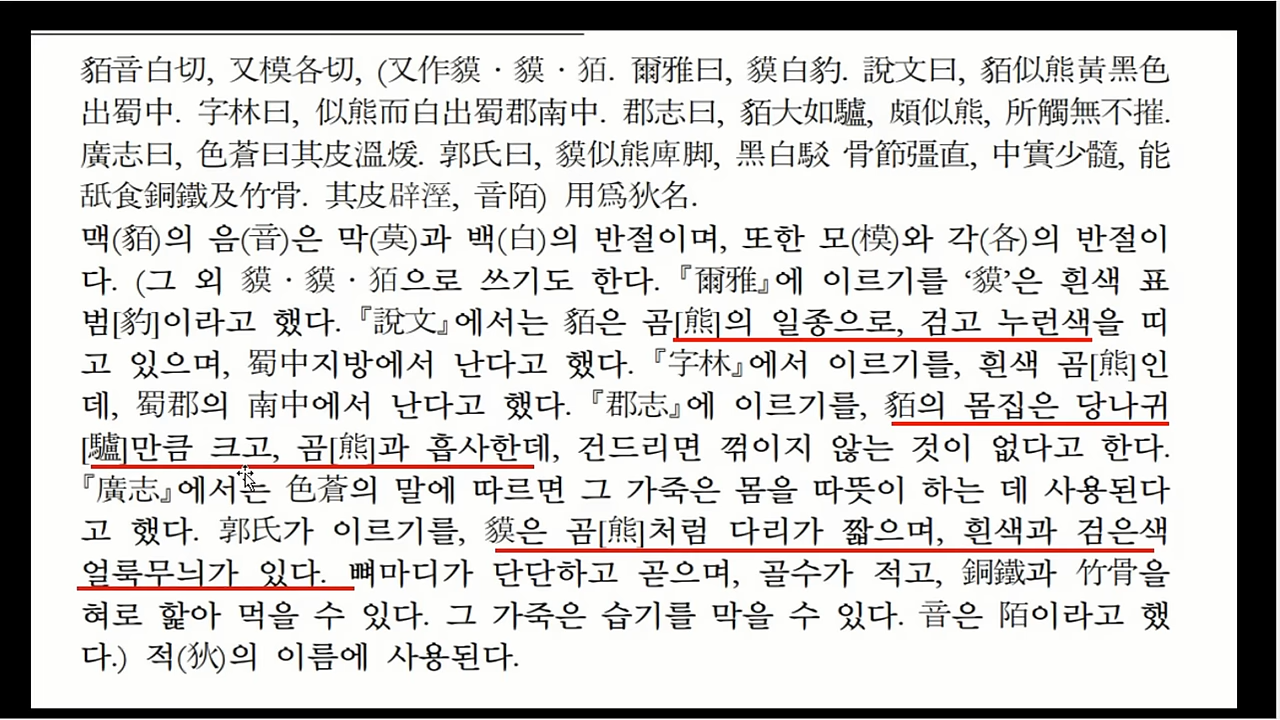 貊音白切, 又模各切, (又作貘 · 貘 · 狛. 爾雅曰, 貘白豹. 說文曰, 貊似熊黃黑色
出蜀中. 字林曰, 似熊而白出蜀郡南中. 郡志曰, 貊大如驢, 頗似熊, 所觸無不摧.
廣志曰, 色蒼曰其皮溫煖. 郭氏曰, 貘似熊庳脚, 黑白駁 骨節彊直, 中實少髓, 能
舐食銅鐵及竹骨. 其皮辟溼, 音陌) 用爲狄名.
맥(貊)의 음(音)은 막(莫)과 백(白)의 반절이며, 또한 모(模)와 각(各)의 반절이
다. (그 외 貘 · 貘 · 狛으로 쓰기도 한다. 『爾雅』에 이르기를 ‘貘’은 흰색 표
범[豹]이라고 했다. 『說文』에서는 貊은 곰[熊]의 일종으로, 검고 누런색을 띠
고 있으며, 蜀中지방에서 난다고 했다. 『字林』에서 이르기를, 흰색 곰[熊]인
데, 蜀郡의 南中에서 난다고 했다. 『郡志』에 이르기를, 貊의 몸집은 당나귀
[驢]만큼 크고, 곰[熊]과 흡사한데, 건드리면 꺾이지 않는 것이 없다고 한다.
『廣志』에서는 色蒼의 말에 따르면 그 가죽은 몸을 따뜻이 하는 데 사용된다
고 했다. 郭氏가 이르기를, 貘은 곰[熊]처럼 다리가 짧으며, 흰색과 검은색
얼룩무늬가 있다. 뼈마디가 단단하고 곧으며, 골수가 적고, 銅鐵과 竹骨을
혀로 핥아 먹을 수 있다. 그 가죽은 습기를 막을 수 있다. 音은 陌이라고 했
다.) 적(狄)의 이름에 사용된다.